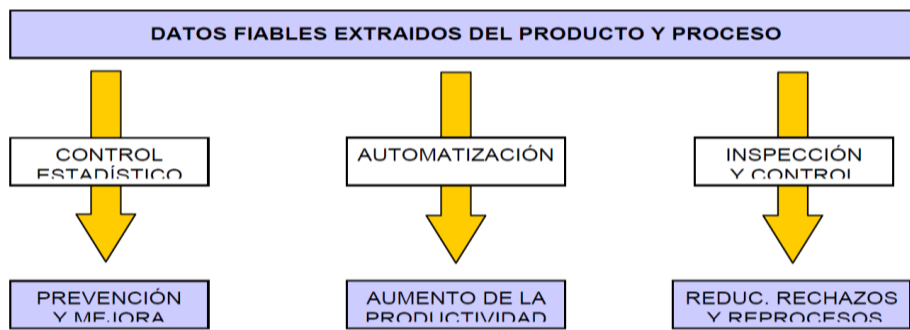 DATOS FIABLES EXTRAIDOS DEL PRODUCTO Y PROCESO
CONTROL
ESTADÍSTICO
AUTOMATIZACIÓN
INSPECCIÓN
Y CONTROL
PREVENCIÓN
Y MEJORA
AUMENTO DE LA
PRODUCTIVIDAD
REDUC. RECHAZOS
Y REPROCESOS